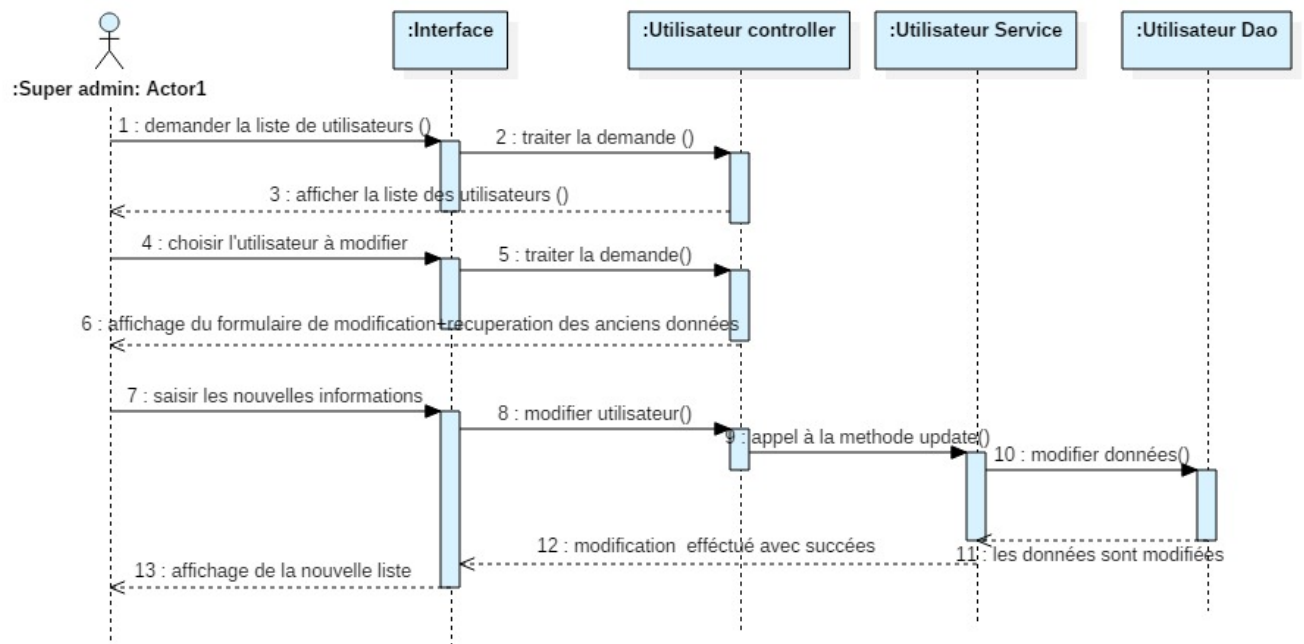 :Interface
:Utilisateur controller
:Utilisateur Service
:Utilisateur Dao
:Super admin: Actor1
1 : demander la liste de utilisateurs ()
2 : traiter la demande ()
3 : afficher la liste des utilisateurs ()
4 : choisir l'utilisateur à modifier
5 : traiter la demande()
6 : affichage du formulaire de modification+recuperation des anciens données
7 : saisir les nouvelles informations
8 : modifier utilisateur()
9 : appel à la methode update()
10 : modifier données()
11 : les données sont modifiées
12 : modification efféctué avec succées
13 : affichage de la nouvelle liste